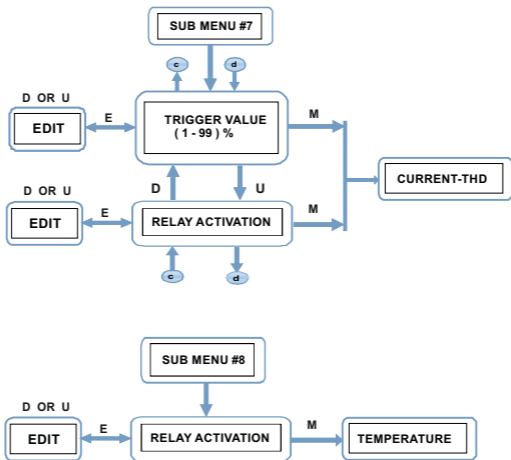 SUB MENU #7
c
d
D OR U
E
EDIT
TRIGGER VALUE
( 1 - 99 ) %
M
CURRENT-THD
D
U
D OR U
E
EDIT
RELAY ACTIVATION
M
c
d
SUB MENU #8
D OR U
E
EDIT
RELAY ACTIVATION
M
TEMPERATURE